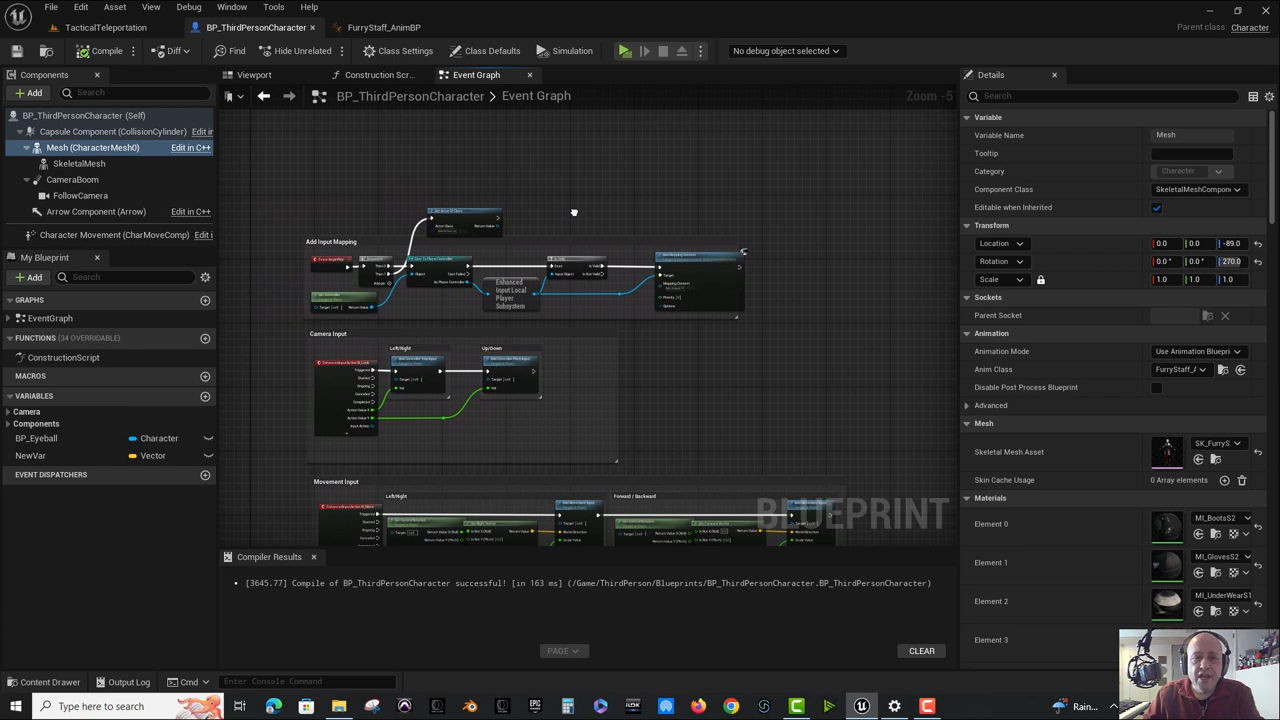 File Edit Asset View Debug Window Tools Help
TacticalTeleportation BP_ThirdPersonCharacter FurryStaff_AnimBP Parent class: Character
Compile Diff Find Hide Unrelated Class Settings Class Defaults Simulation No debug object selected
Components
Add Search
BP_ThirdPersonCharacter (Self)
Capsule Component (CollisionCylinder) Edit in
Mesh (CharacterMesh0) Edit in C++
SkeletalMesh
CameraBoom
FollowCamera
Arrow Component (Arrow) Edit in C++
Character Movement (CharMoveComp) Edit i
My Blueprint
Search
GRAPHS
EventGraph
FUNCTIONS (34 OVERRIDABLE)
ConstructionScript
MACROS
VARIABLES
Camera
Components
BP_Eyeball Character
NewVar Vector
EVENT DISPATCHERS
Viewport Construction Scr... Event Graph
BP_ThirdPersonCharacter > Event Graph Zoom -5
Add Input Mapping
Enhanced
Input Local
Player
Subsystem
Camera Input
Left/Right Up/Down
Movement Input
Left/Right Forward / Backward
BLUEPRINT
Compiler Results
[3645.77] Compile of BP_ThirdPersonCharacter successful! [in 163 ms] (/Game/ThirdPerson/Blueprints/BP_ThirdPersonCharacter.BP_ThirdPersonCharacter)
PAGE CLEAR
Details
Search
Variable
Variable Name Mesh
Tooltip
Category Character
Component Class SkeletalMeshCompon
Editable when Inherited
Transform
Location 0.0 0.0 -89.0
Rotation 0.0 ° 0.0 ° 270.0
Scale 1.0 1.0 1.0
Sockets
Parent Socket
Animation
Animation Mode Use Animation Bluepri
Anim Class FurryStaff_
Disable Post Process Blueprint
Advanced
Mesh
Skeletal Mesh Asset SK_FurryS
Skin Cache Usage 0 Array elements
Materials
Element 0 MI_BootsS2
Element 1 MI_GlovesS2
Element 2 MI_UnderWearS1
Element 3
Content Drawer Output Log Cmd Enter Console Command
Type here to search
Rain...